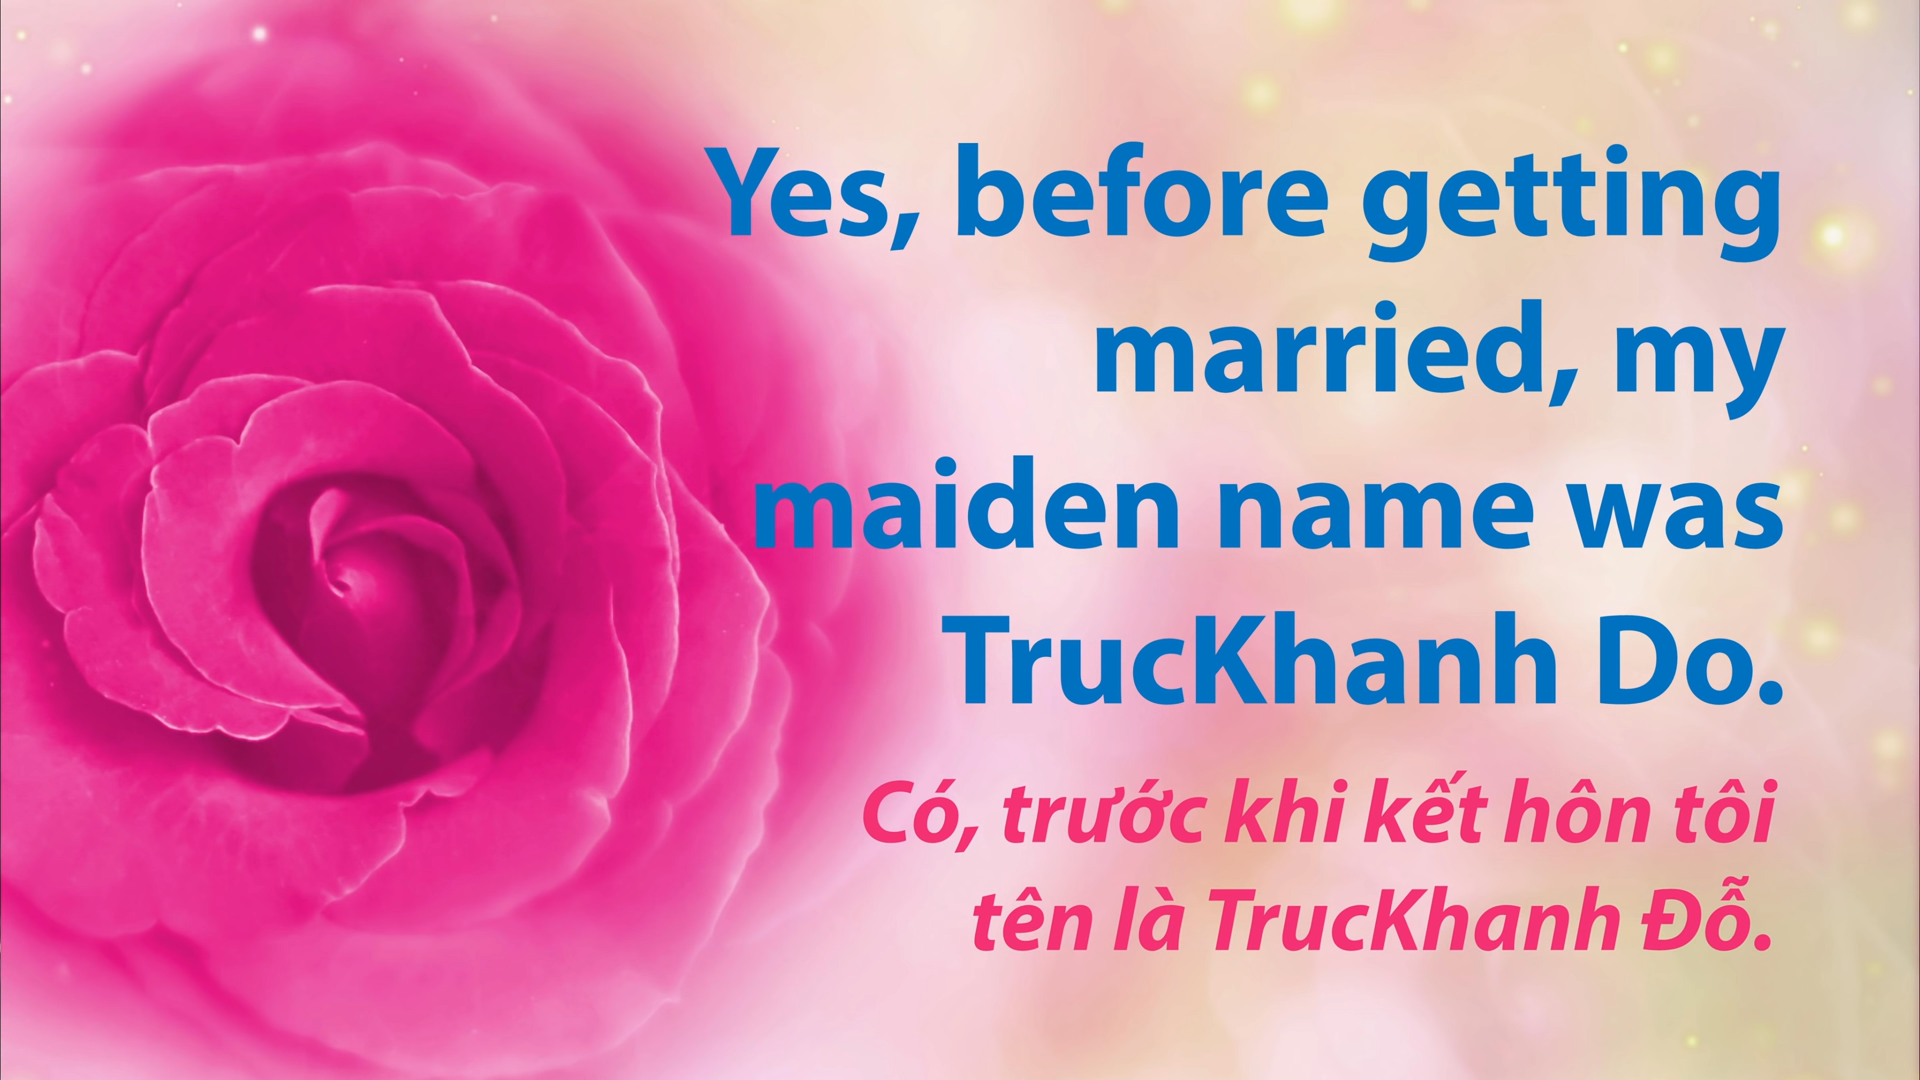 Yes, before getting
married, my
maiden name was
TrucKhanh Do.
Có, trước khi kết hôn tôi
tên là TrucKhanh Đỗ.